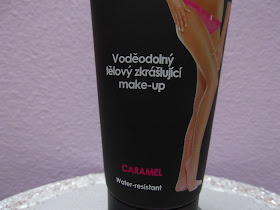 Voděodolný
tělový zkrášlující
make-up
CARAMEL
Water-resistant